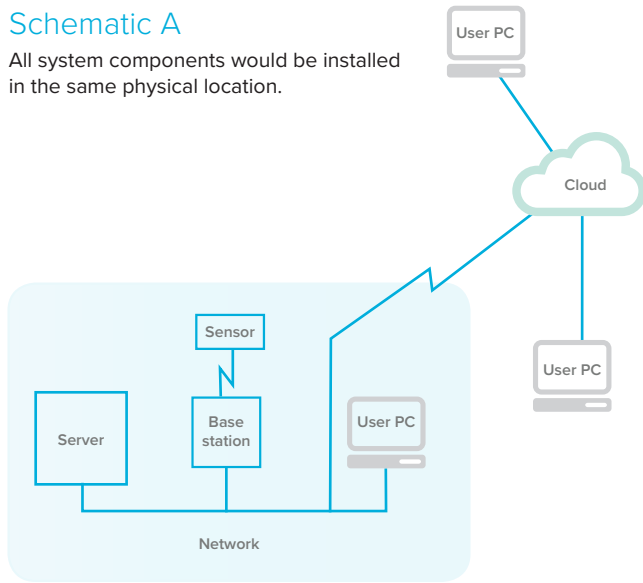 Schematic A
All system components would be installed
in the same physical location.
User PC
Cloud
User PC
Sensor
Server
Base
station
User PC
Network